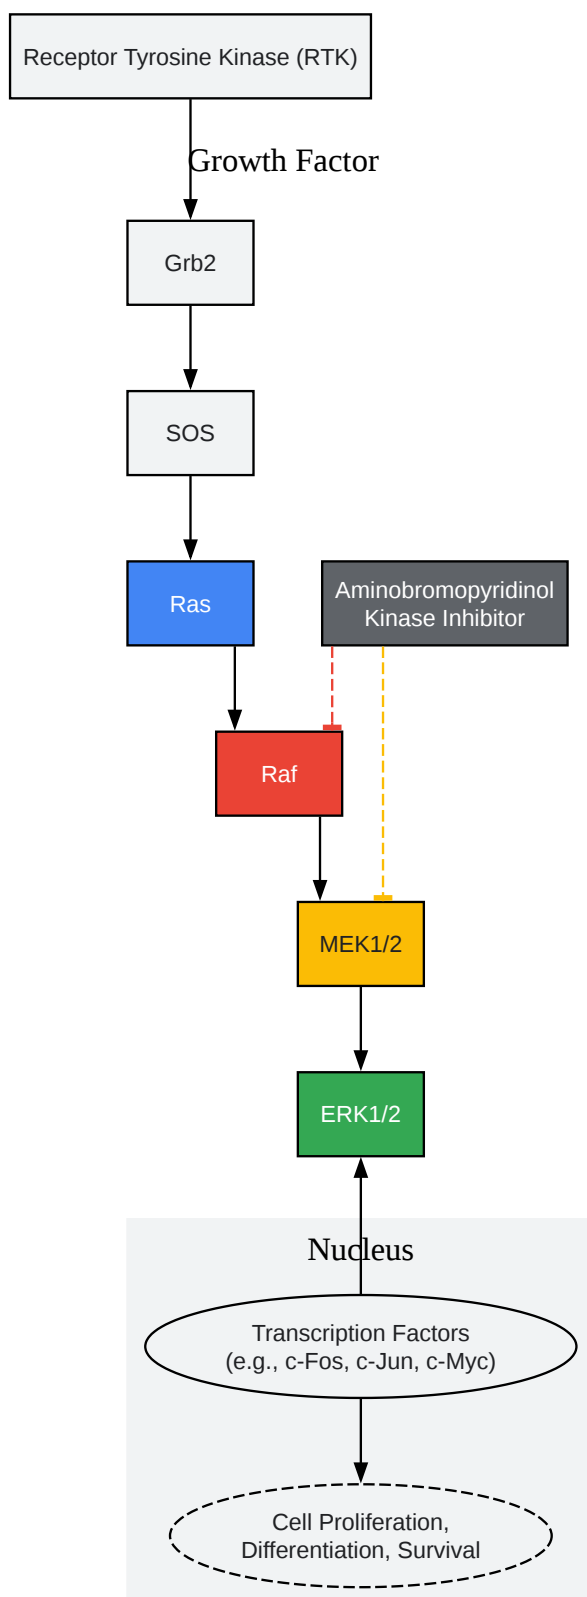 Receptor Tyrosine Kinase (RTK)
Growth Factor
Grb2
SOS
Ras
Aminobromopyridinol
Kinase Inhibitor
Raf
MEK1/2
ERK1/2
Nucleus
Transcription Factors
(e.g., c-Fos, c-Jun, c-Myc)
Cell Proliferation,
Differentiation, Survival